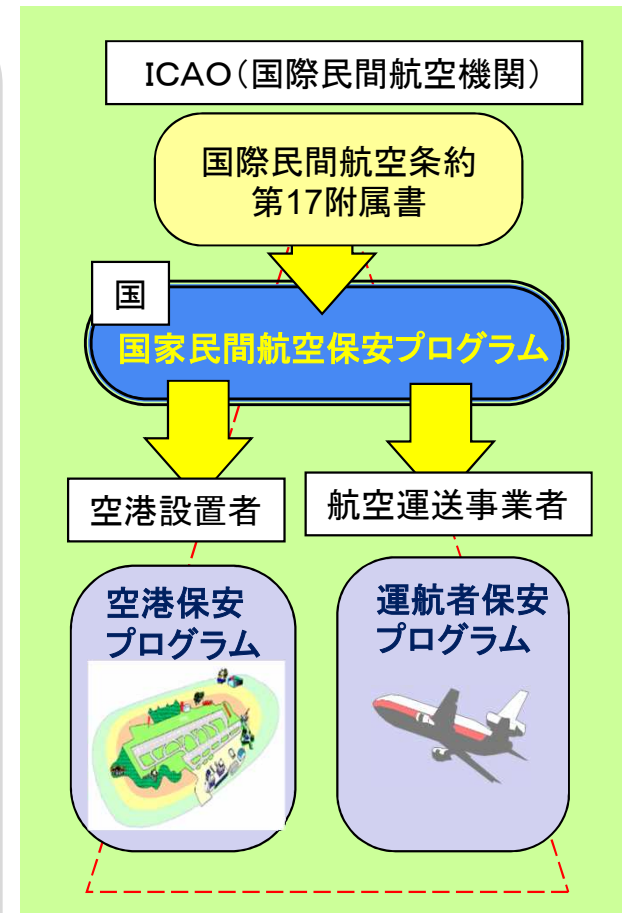 ICAO(国際民間航空機関)
国際民間航空条約
第17附属書
国
国家民間航空保安プログラム
空港設置者
航空運送事業者
空港保安
プログラム
運航者保安
プログラム